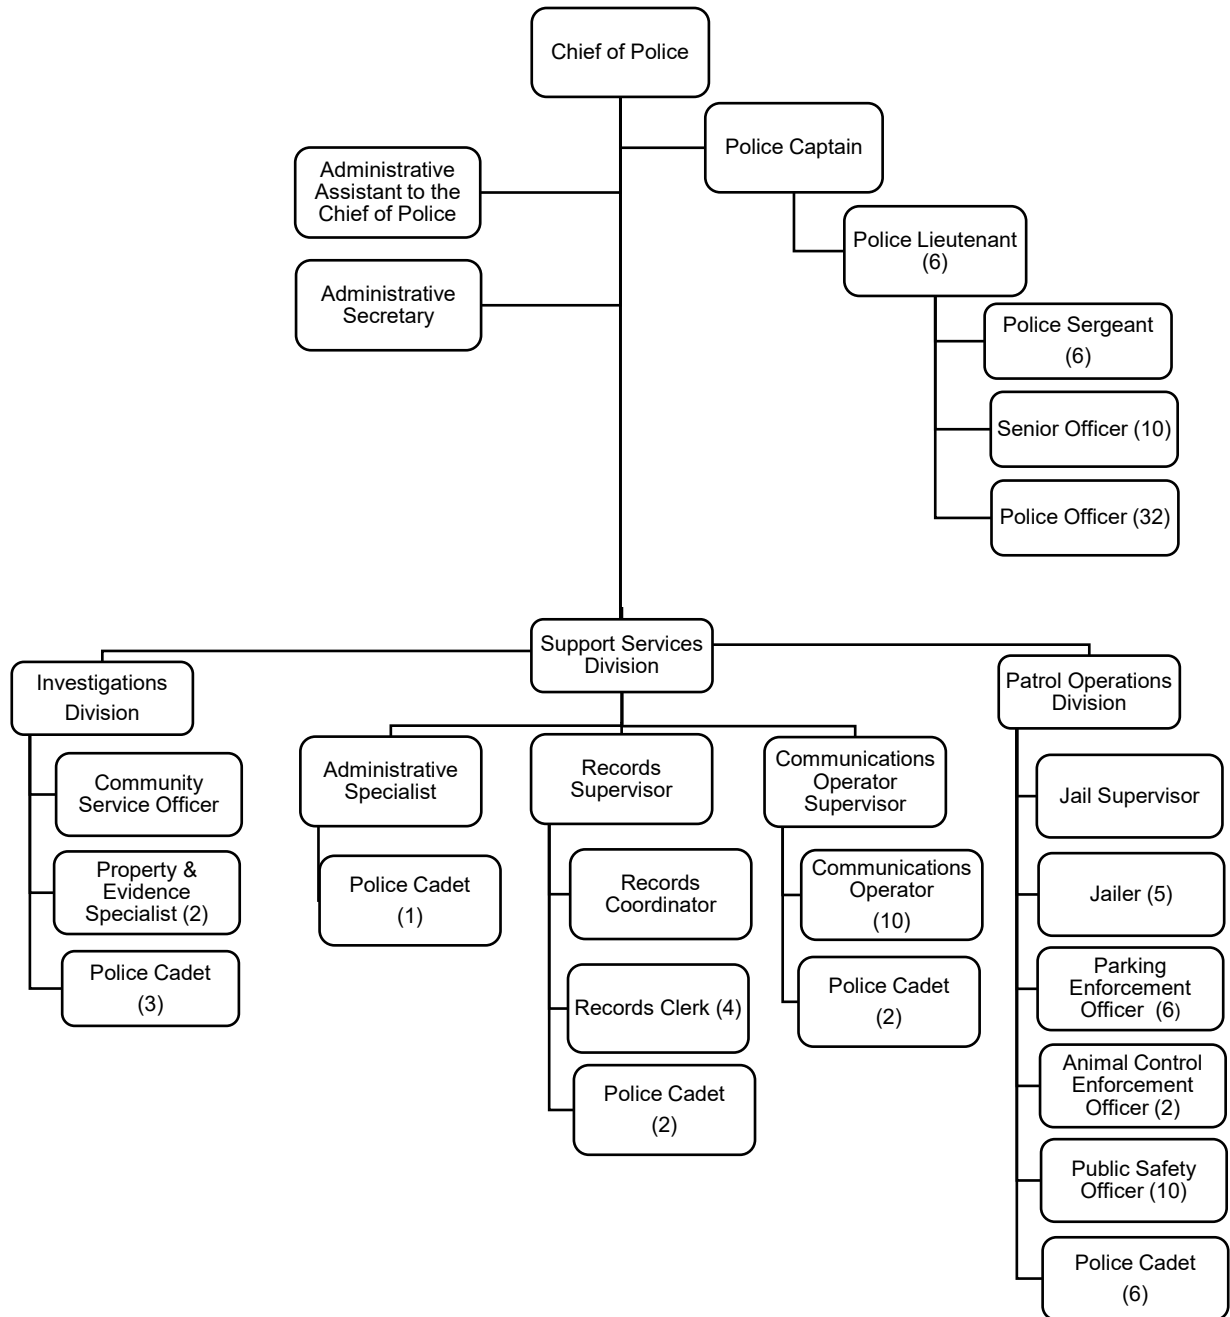 Chief of Police
Police Captain
Administrative
Assistant to the
Chief of Police
Police Lieutenant
(6)
Administrative
Secretary
Police Sergeant
(6)
Senior Officer (10)
Police Officer (32)
Support Services
Division
Investigations
Division
Community
Service Officer
Property &
Evidence
Specialist (2)
Police Cadet
(3)
Administrative
Specialist
Police Cadet
(1)
Records
Supervisor
Records
Coordinator
Records Clerk (4)
Police Cadet
(2)
Communications
Operator
Supervisor
Communications
Operator
(10)
Police Cadet
(2)
Patrol Operations
Division
Jail Supervisor
Jailer (5)
Parking
Enforcement
Officer  (6)
Animal Control
Enforcement
Officer (2)
Public Safety
Officer (10)
Police Cadet
(6)